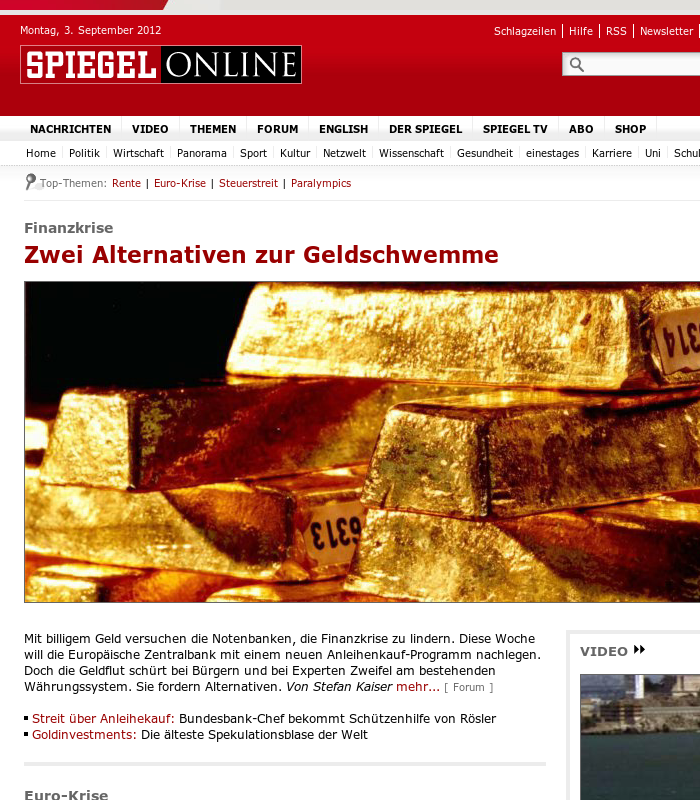 Montag, 3. September 2012
Schlagzeilen | Hilfe | RSS | Newsletter
SPIEGEL ONLINE
NACHRICHTEN VIDEO THEMEN FORUM ENGLISH DER SPIEGEL SPIEGEL TV ABO SHOP
Home Politik Wirtschaft Panorama Sport Kultur Netzwelt Wissenschaft Gesundheit einestages Karriere Uni Schul
Top-Themen: Rente | Euro-Krise | Steuerstreit | Paralympics
Finanzkrise
Zwei Alternativen zur Geldschwemme
314
6313
Mit billigem Geld versuchen die Notenbanken, die Finanzkrise zu lindern. Diese Woche
will die Europäische Zentralbank mit einem neuen Anleihenkauf-Programm nachlegen.
Doch die Geldflut schürt bei Bürgern und bei Experten Zweifel am bestehenden
Währungssystem. Sie fordern Alternativen. Von Stefan Kaiser mehr... [ Forum ]
Streit über Anleihekauf: Bundesbank-Chef bekommt Schützenhilfe von Rösler
Goldinvestments: Die älteste Spekulationsblase der Welt
VIDEO
Euro-Krise